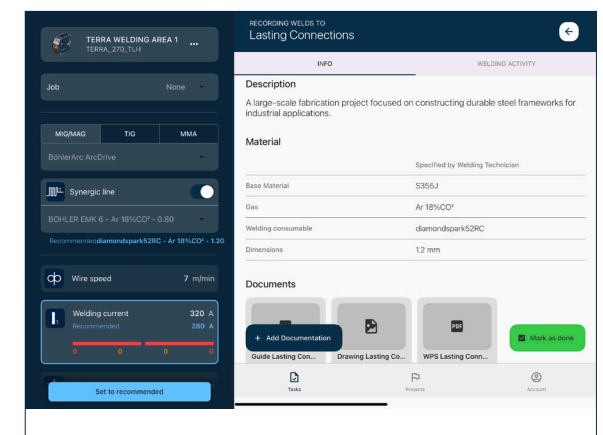 TERRA WELDING AREA 1 ...
TERRA_270_TLH
Job None
MIG/MAG TIG MMA
BöhlerArc ArcDrive
Synergic line
BOHLER EMK 6 - Ar 18%CO² - 0.80
Recommended diamondspark52RC - Ar 18%CO² - 1.20
Wire speed 7 m/min
Welding current 320 A
Recommended 280 A
0 0 0 0
Set to recommended
RECORDING WELDS TO
Lasting Connections
INFO WELDING ACTIVITY
Description
A large-scale fabrication project focused on constructing durable steel frameworks for
industrial applications.
Material
Specified by Welding Technician
Base Material S355J
Gas Ar 18%CO²
Welding consumable diamondspark52RC
Dimensions 1.2 mm
Documents
PDF
+ Add Documentation
Mark as done
Guide Lasting Con... Drawing Lasting Co... WPS Lasting Conn...
Tasks Projects Account